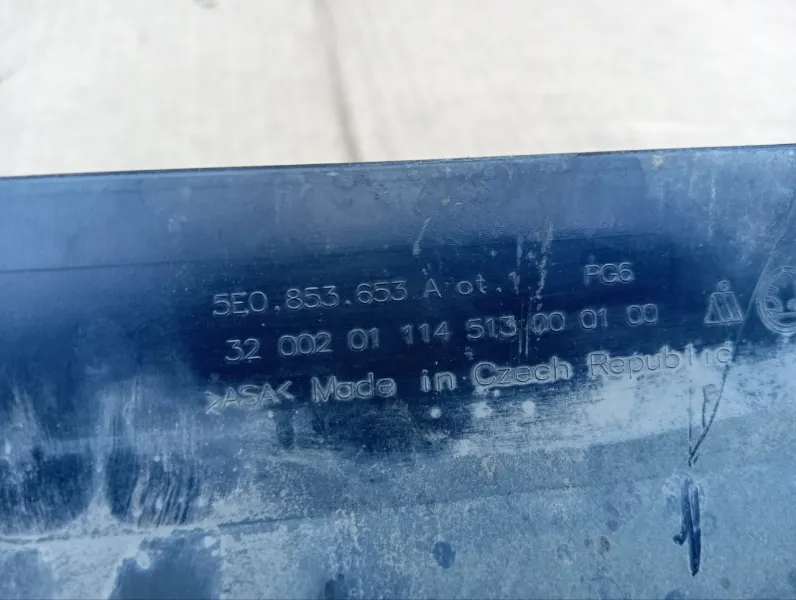 5E0.853.653 A ot.1 PG6
32 002 01 114 513 00 01 00
>ASA< Made in Czech Republic